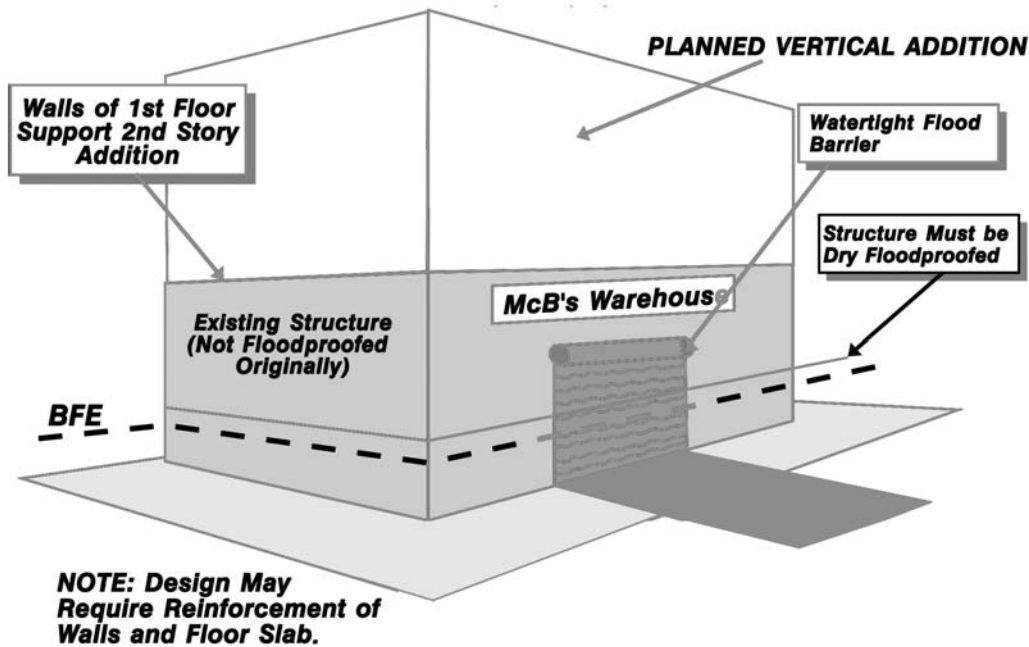 PLANNED VERTICAL ADDITION
Walls of 1st Floor
Support 2nd Story
Addition
Watertight Flood
Barrier
Structure Must be
Dry Floodproofed
McB's Warehouse
Existing Structure
(Not Floodproofed
Originally)
BFE
NOTE: Design May
Require Reinforcement of
Walls and Floor Slab.